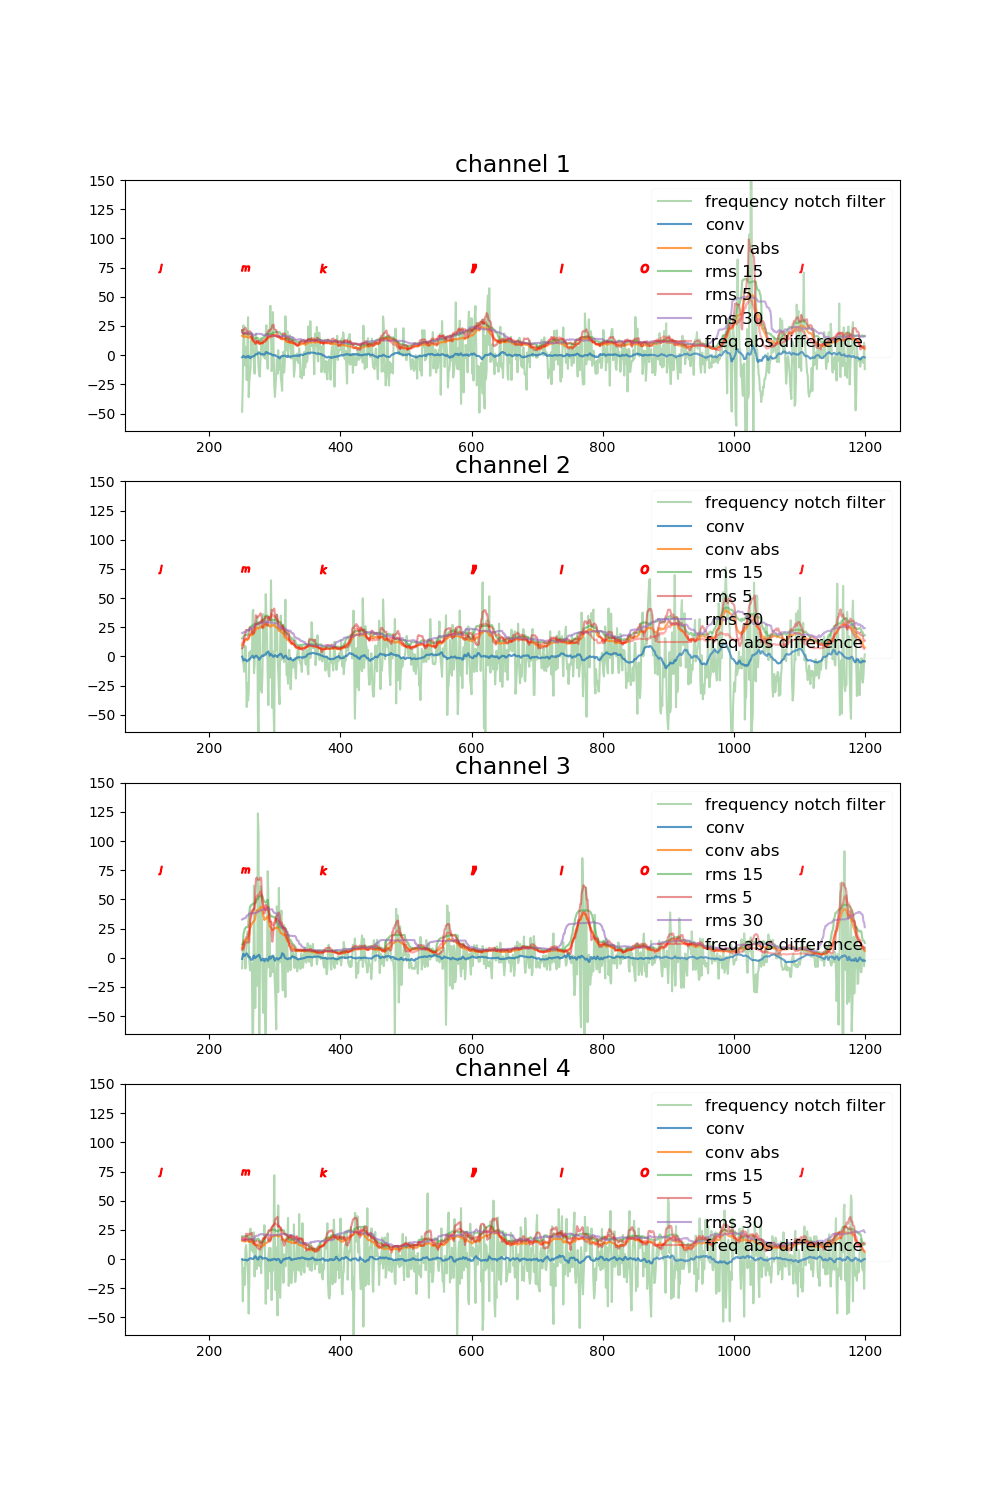 channel 1
150
125
100
75
50
25
0
−25
−50
frequency notch filter
conv
conv abs
rms 15
rms 5
rms 30
freq abs difference
J m k l O J
200 400 600 800 1000 1200
channel 2
150
125
100
75
50
25
0
−25
−50
frequency notch filter
conv
conv abs
rms 15
rms 5
rms 30
freq abs difference
J m k l O J
200 400 600 800 1000 1200
channel 3
150
125
100
75
50
25
0
−25
−50
frequency notch filter
conv
conv abs
rms 15
rms 5
rms 30
freq abs difference
J m k l O J
200 400 600 800 1000 1200
channel 4
150
125
100
75
50
25
0
−25
−50
frequency notch filter
conv
conv abs
rms 15
rms 5
rms 30
freq abs difference
J m k l O J
200 400 600 800 1000 1200